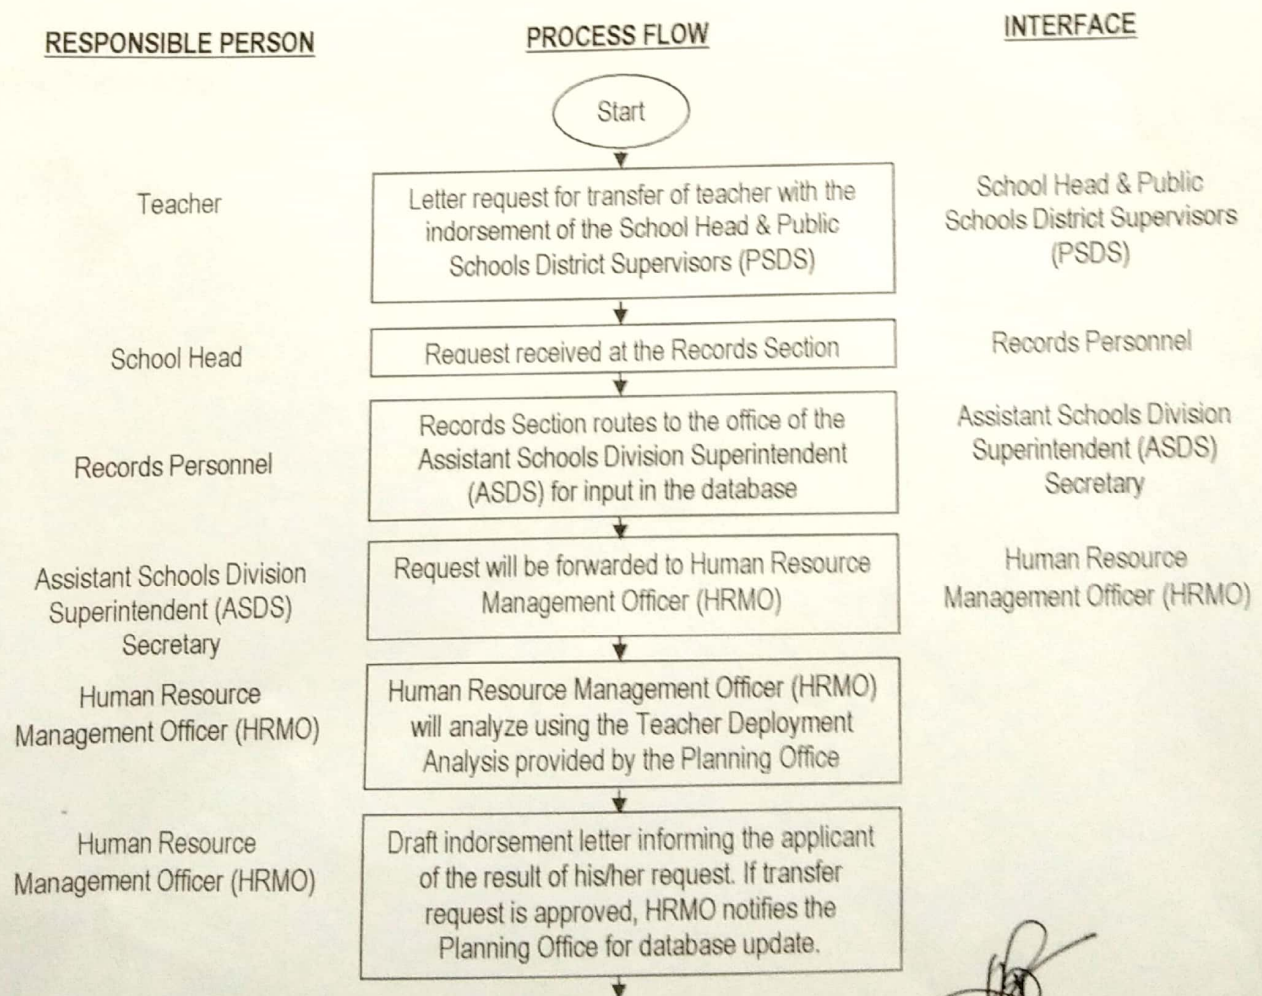 RESPONSIBLE PERSON
PROCESS FLOW
INTERFACE
Start
Teacher
Letter request for transfer of teacher with the
indorsement of the School Head & Public
Schools District Supervisors (PSDS)
School Head & Public
Schools District Supervisors
(PSDS)
School Head
Request received at the Records Section
Records Personnel
Records Personnel
Records Section routes to the office of the
Assistant Schools Division Superintendent
(ASDS) for input in the database
Assistant Schools Division
Superintendent (ASDS)
Secretary
Assistant Schools Division
Superintendent (ASDS)
Secretary
Request will be forwarded to Human Resource
Management Officer (HRMO)
Human Resource
Management Officer (HRMO)
Human Resource
Management Officer (HRMO)
Human Resource Management Officer (HRMO)
will analyze using the Teacher Deployment
Analysis provided by the Planning Office
Human Resource
Management Officer (HRMO)
Draft indorsement letter informing the applicant
of the result of his/her request. If transfer
request is approved, HRMO notifies the
Planning Office for database update.